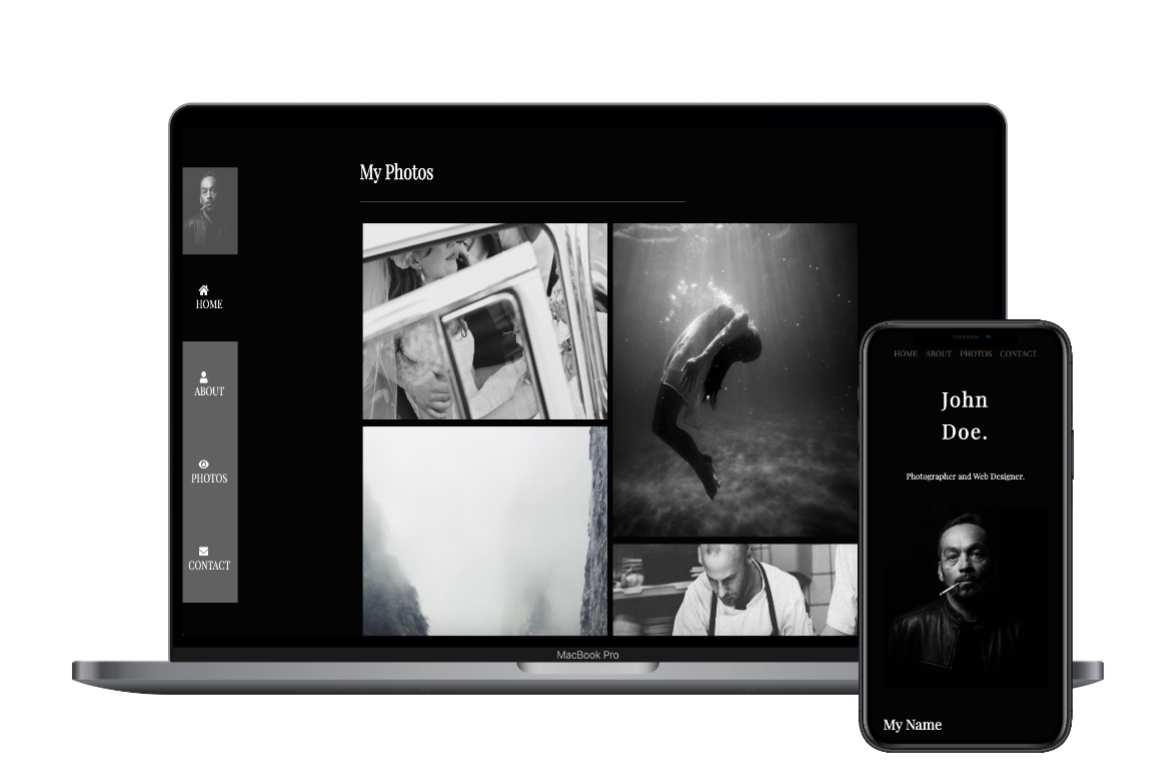 My Photos
HOME
ABOUT
PHOTOS
CONTACT
MacBook Pro
HOME ABOUT PHOTOS CONTACT
John
Doe.
Photographer and Web Designer.
My Name